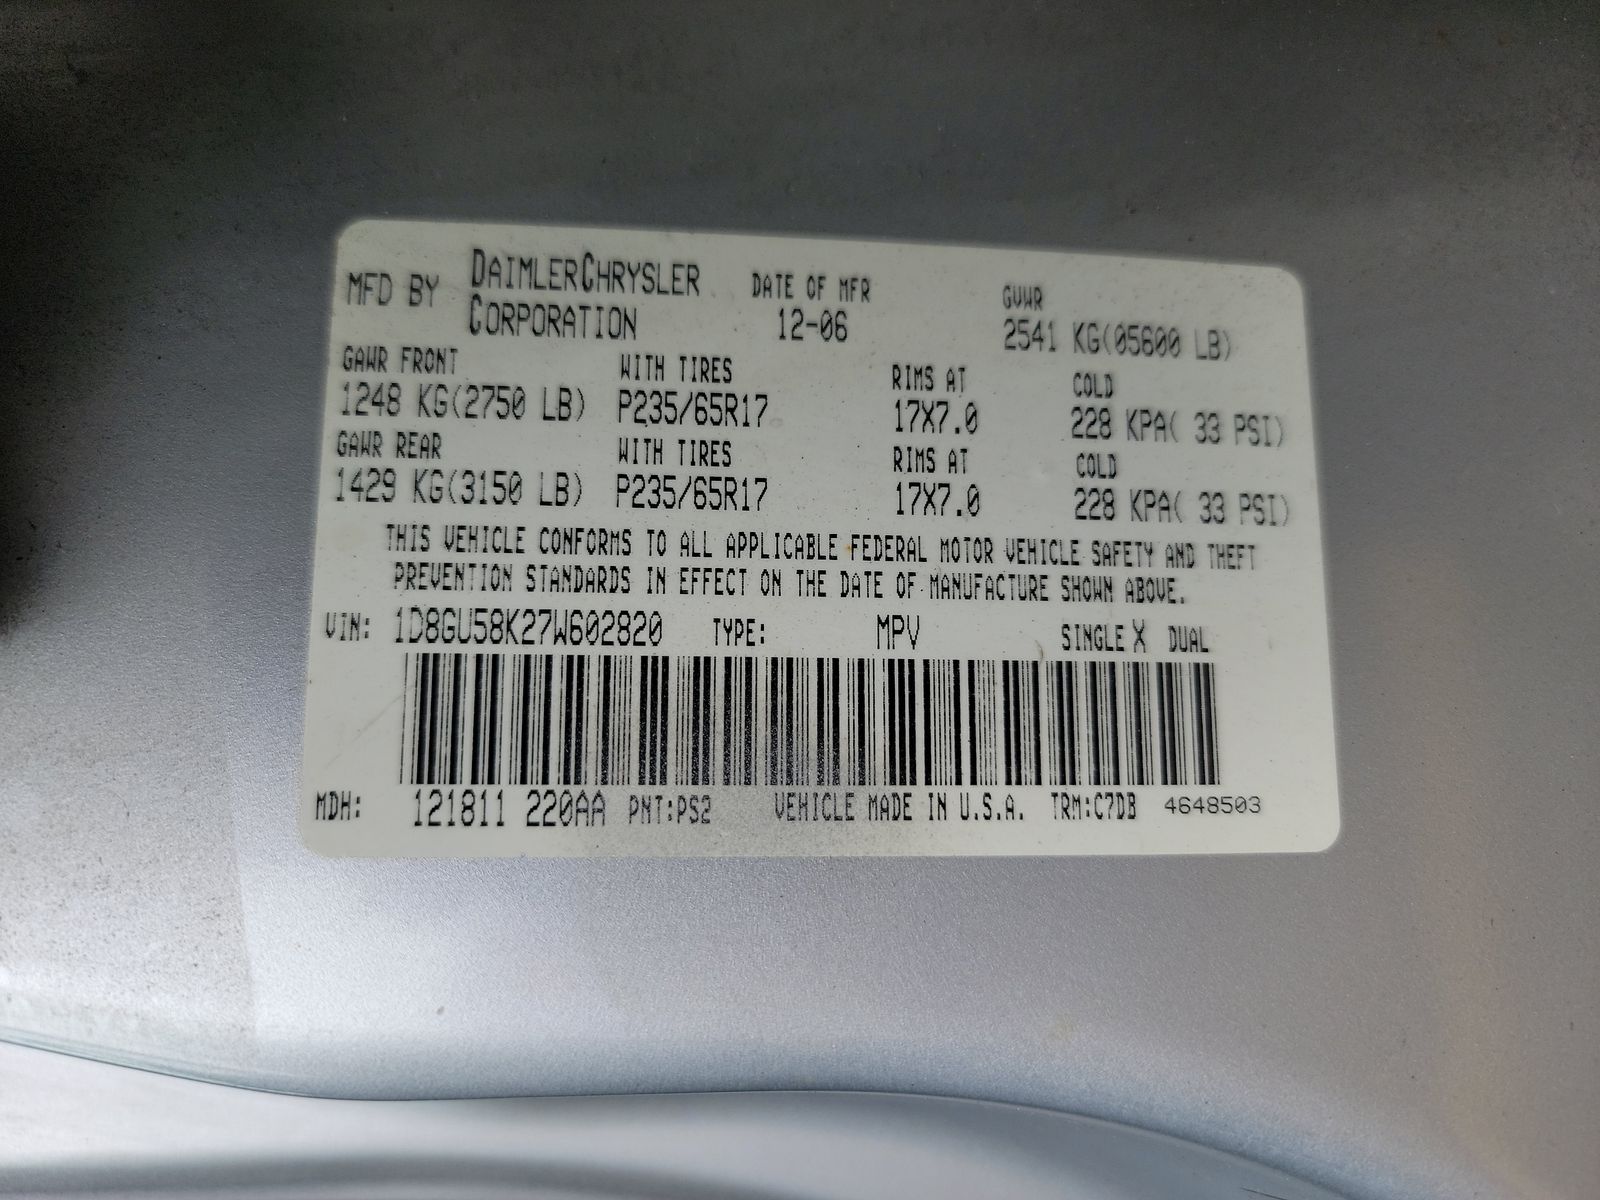 MFD BY DAIMLERCHRYSLER CORPORATION DATE OF MFR 12-06 GVWR 2541 KG(05600 LB)
GAWR FRONT WITH TIRES RIMS AT COLD
1248 KG(2750 LB) P235/65R17 17X7.0 228 KPA( 33 PSI)
GAWR REAR WITH TIRES RIMS AT COLD
1429 KG(3150 LB) P235/65R17 17X7.0 228 KPA( 33 PSI)
THIS VEHICLE CONFORMS TO ALL APPLICABLE FEDERAL MOTOR VEHICLE SAFETY AND THEFT
PREVENTION STANDARDS IN EFFECT ON THE DATE OF MANUFACTURE SHOWN ABOVE.
VIN: 1D8GU58K27W602820 TYPE: MPV SINGLE X DUAL
MDH: 121811 220AA PNT:PS2 VEHICLE MADE IN U.S.A. TRM:C7DB 4648503